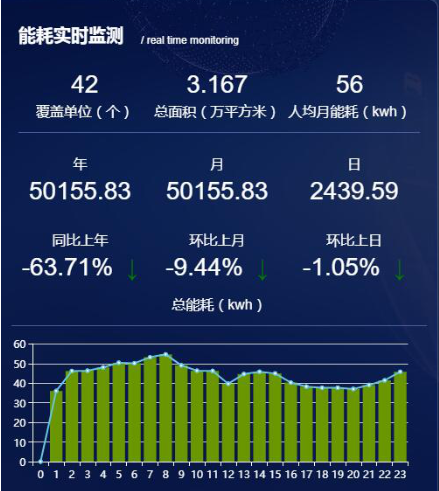 能耗实时监测 / real time monitoring
42 3.167 56
覆盖单位（个） 总面积（万平方米） 人均月能耗（kwh）
年 月 日
50155.83 50155.83 2439.59
同比上年 环比上月 环比上日
-63.71% ↓ -9.44% ↓ -1.05% ↓
总能耗（kwh）
60
50
40
30
20
10
0
0 1 2 3 4 5 6 7 8 9 10 11 12 13 14 15 16 17 18 19 20 21 22 23